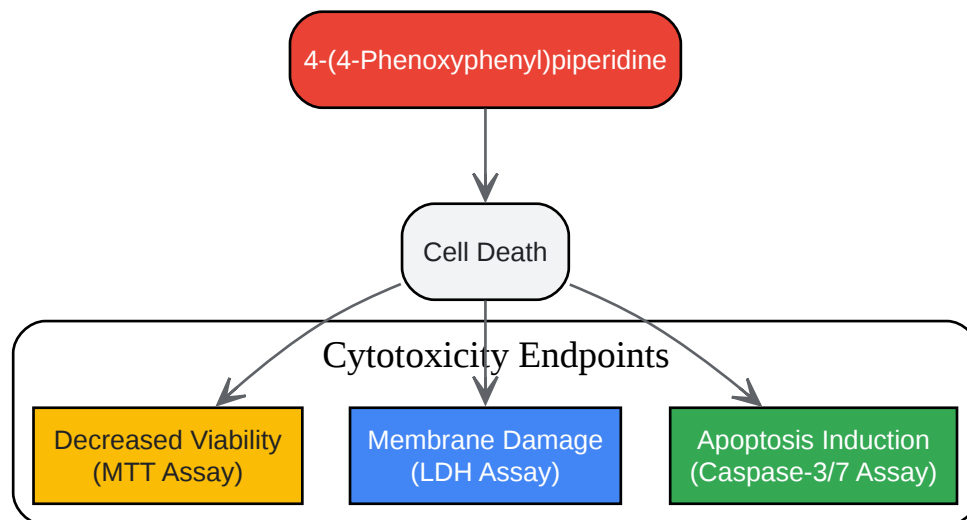 4-(4-Phenoxyphenyl)piperidine
Cell Death
Cytotoxicity Endpoints
Decreased Viability
(MTT Assay)
Membrane Damage
(LDH Assay)
Apoptosis Induction
(Caspase-3/7 Assay)